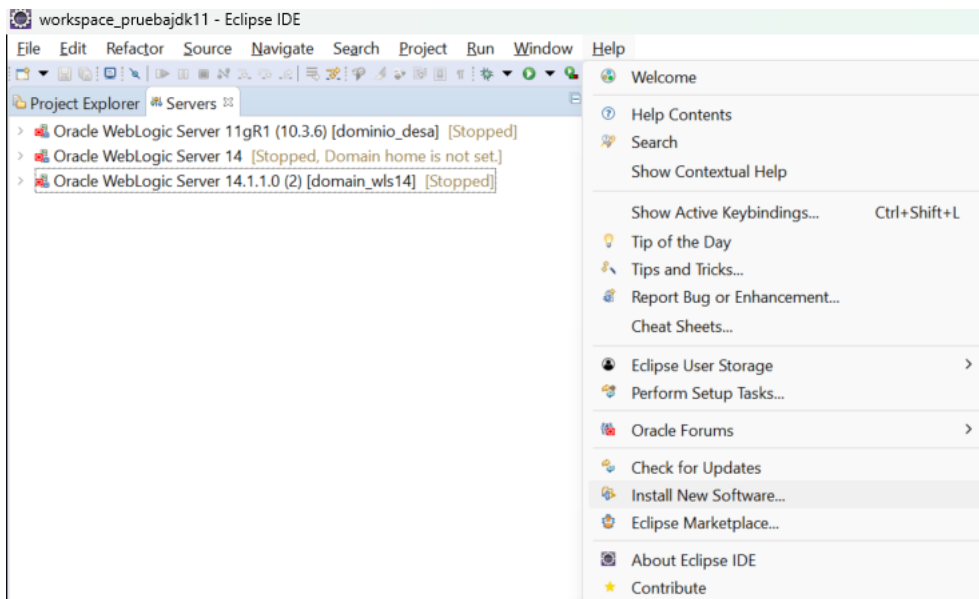 workspace_pruebajdk11 - Eclipse IDE
File Edit Refactor Source Navigate Search Project Run Window Help
Project Explorer Servers
Oracle WebLogic Server 11gR1 (10.3.6) [dominio_desa] [Stopped]
Oracle WebLogic Server 14 [Stopped, Domain home is not set.]
Oracle WebLogic Server 14.1.1.0 (2) [domain_wls14] [Stopped]
Welcome
Help Contents
Search
Show Contextual Help
Show Active Keybindings... Ctrl+Shift+L
Tip of the Day
Tips and Tricks...
Report Bug or Enhancement...
Cheat Sheets...
Eclipse User Storage
Perform Setup Tasks...
Oracle Forums
Check for Updates
Install New Software...
Eclipse Marketplace...
About Eclipse IDE
Contribute